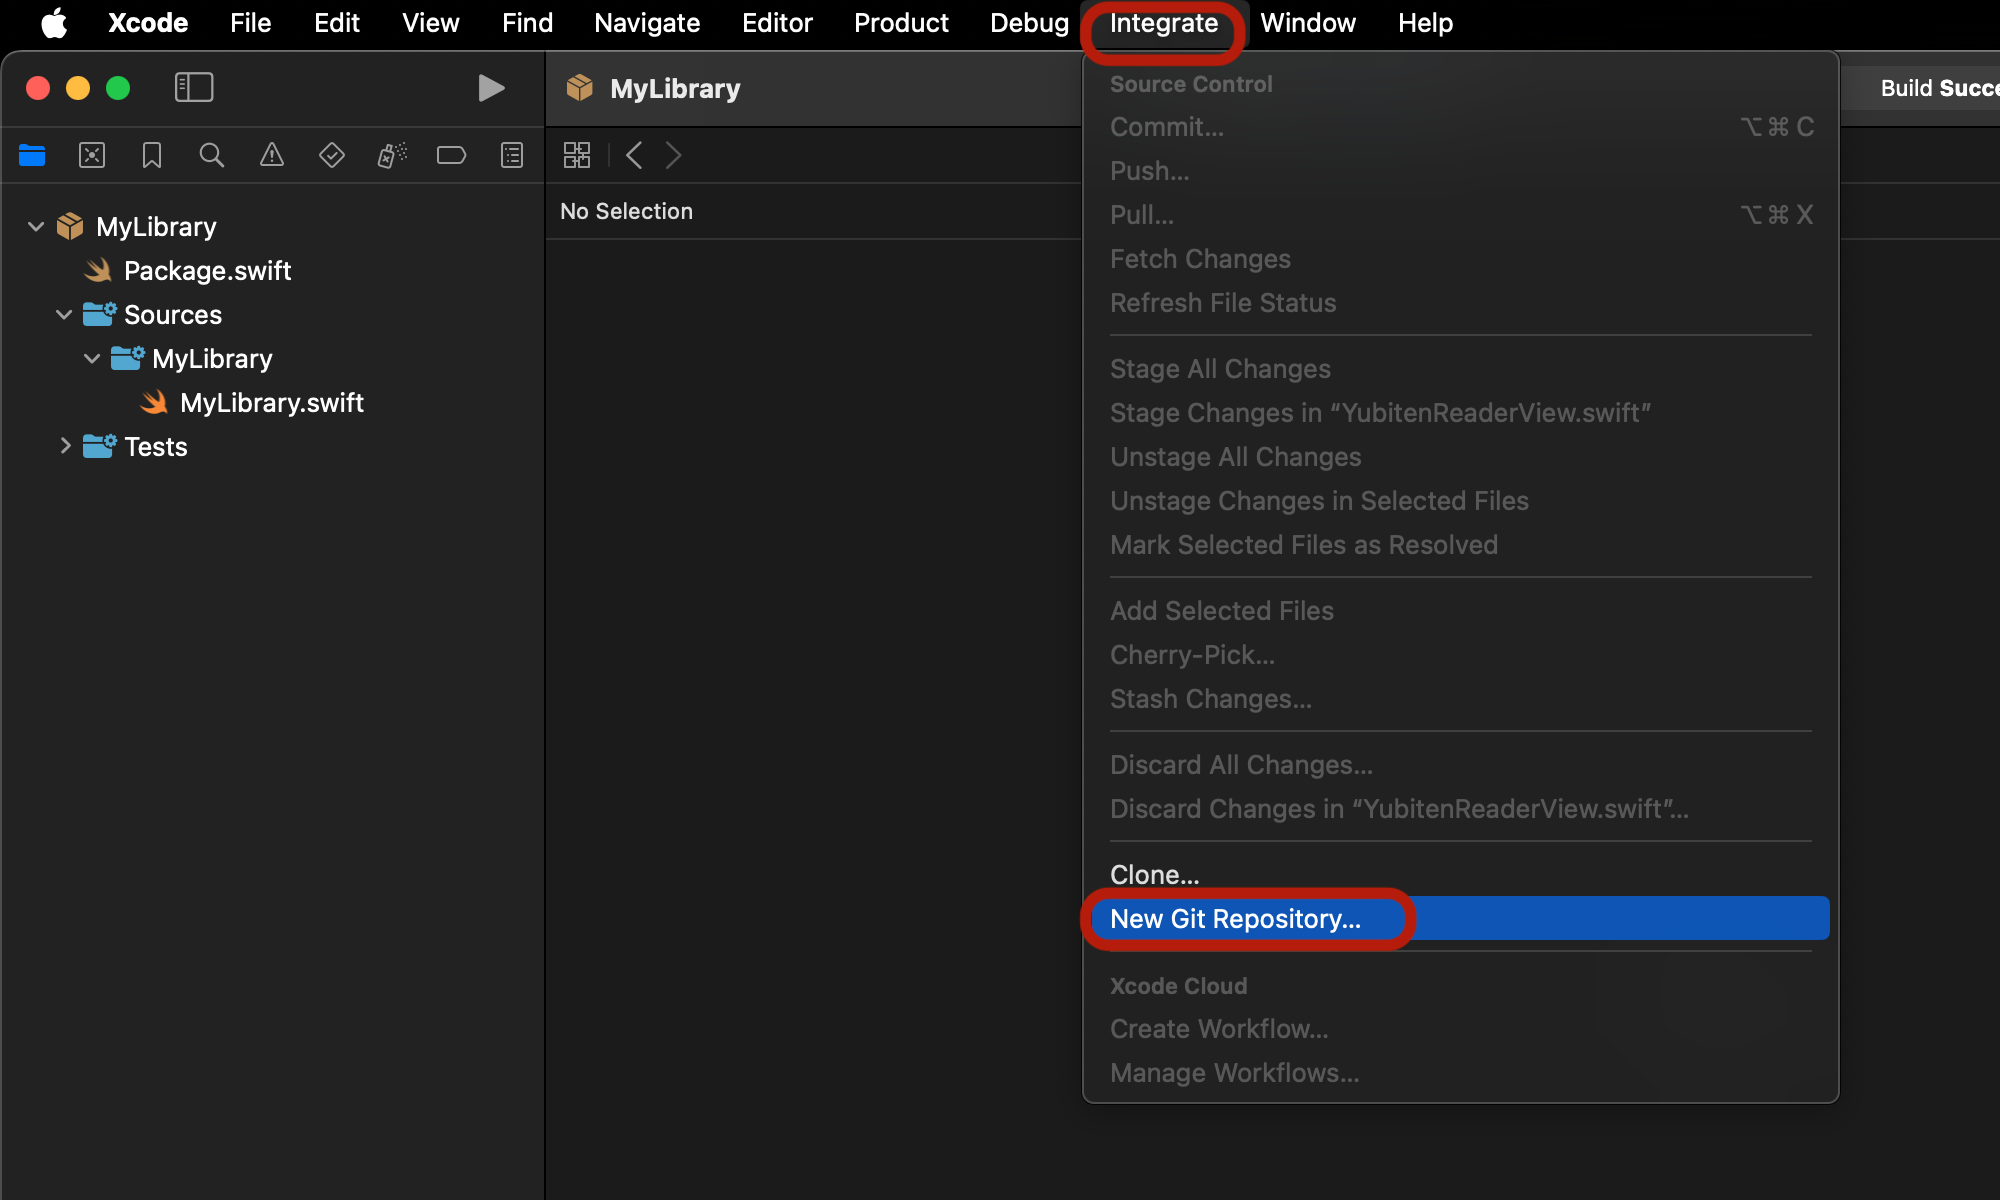 Xcode File Edit View Find Navigate Editor Product Debug Integrate Window Help
MyLibrary
Build Succe
No Selection
MyLibrary
Package.swift
Sources
MyLibrary
MyLibrary.swift
Tests
Source Control
Commit... ⌥⌘C
Push...
Pull... ⌥⌘X
Fetch Changes
Refresh File Status
Stage All Changes
Stage Changes in “YubitenReaderView.swift”
Unstage All Changes
Unstage Changes in Selected Files
Mark Selected Files as Resolved
Add Selected Files
Cherry-Pick...
Stash Changes...
Discard All Changes...
Discard Changes in “YubitenReaderView.swift”...
Clone...
New Git Repository...
Xcode Cloud
Create Workflow...
Manage Workflows...